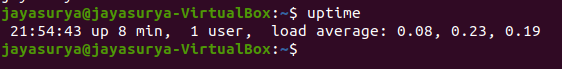 jayasurya@jayasurya-VirtualBox:~$ uptime
 21:54:43 up 8 min,  1 user,  load average: 0.08, 0.23, 0.19
jayasurya@jayasurya-VirtualBox:~$